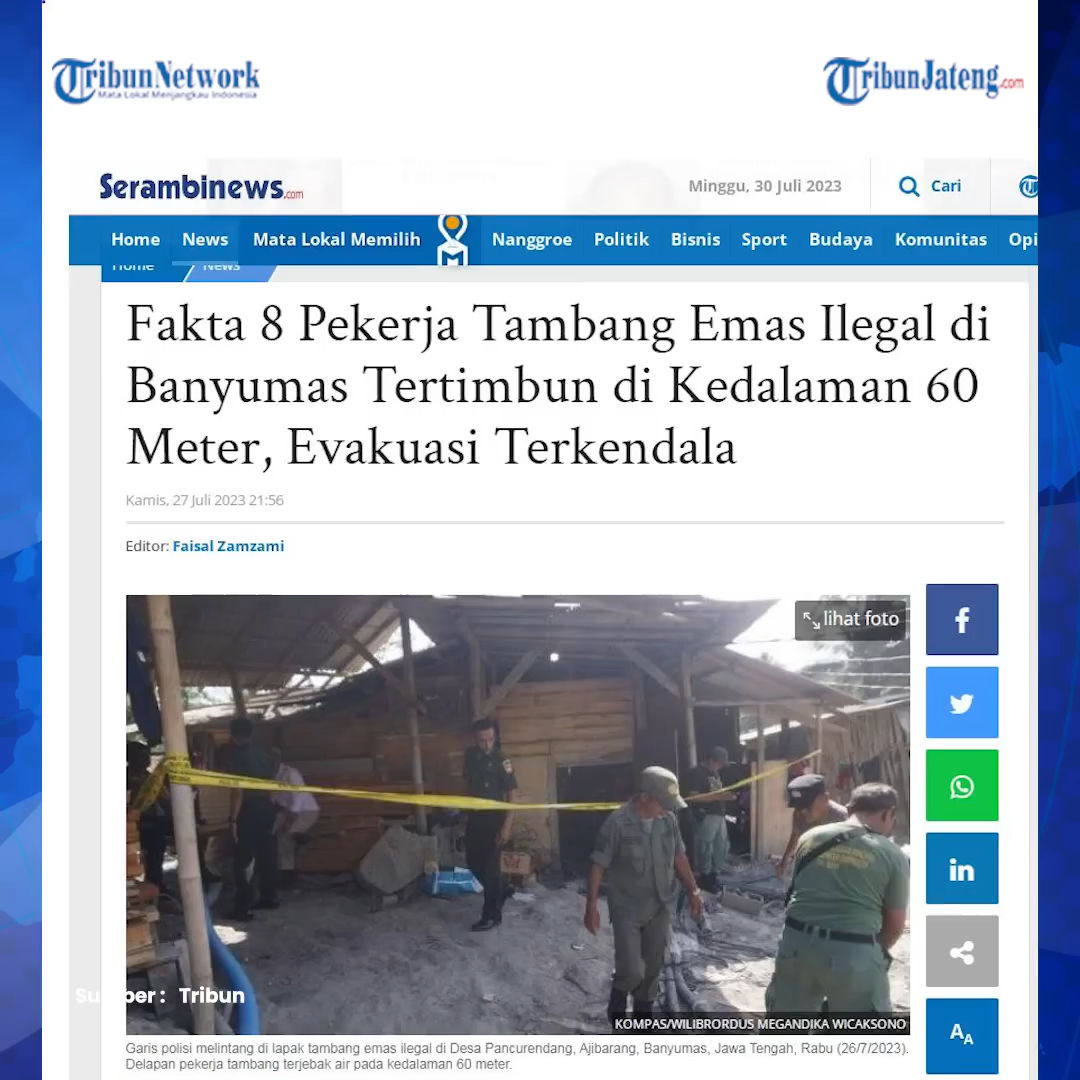 TribunNetwork
Mata Lokal Menjangkau Indonesia
TribunJateng.com
Serambinews.com
Minggu, 30 Juli 2023
Cari
Home News Mata Lokal Memilih Nanggroe Politik Bisnis Sport Budaya Komunitas Opi
Home News
Fakta 8 Pekerja Tambang Emas Ilegal di
Banyumas Tertimbun di Kedalaman 60
Meter, Evakuasi Terkendala
Kamis, 27 Juli 2023 21:56
Editor: Faisal Zamzami
lihat foto
Sumber: Tribun
KOMPAS/WILIBRORDUS MEGANDIKA WICAKSONO
Garis polisi melintang di lapak tambang emas ilegal di Desa Pancurendang, Ajibarang, Banyumas, Jawa Tengah, Rabu (26/7/2023).
Delapan pekerja tambang terjebak air pada kedalaman 60 meter.